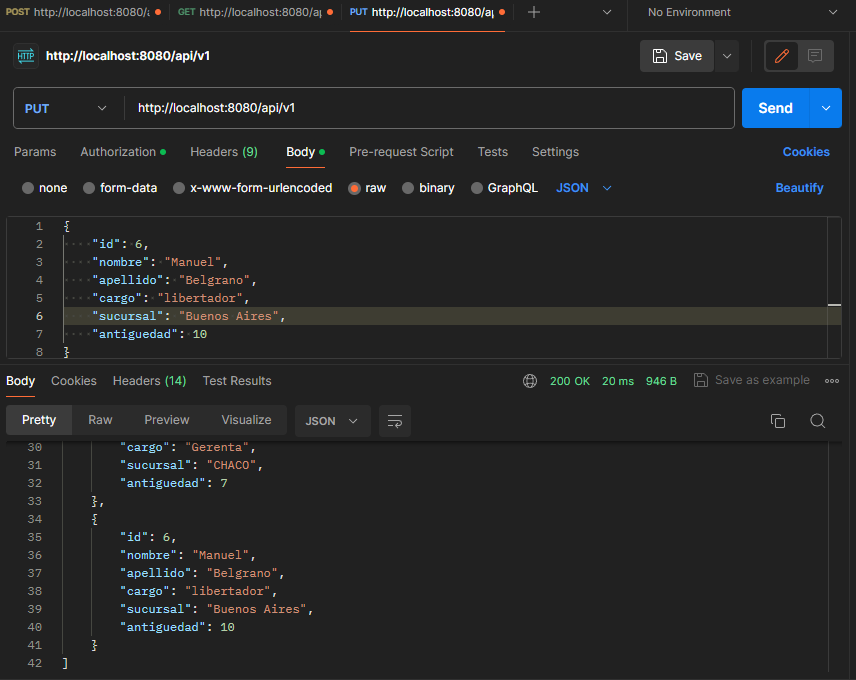 POST http://localhost:8080/a GET http://localhost:8080/ap PUT http://localhost:8080/ap No Environment
HTTP http://localhost:8080/api/v1 Save
PUT http://localhost:8080/api/v1 Send
Params Authorization Headers (9) Body Pre-request Script Tests Settings Cookies
none form-data x-www-form-urlencoded raw binary GraphQL JSON Beautify
1 {
2 "id": 6,
3 "nombre": "Manuel",
4 "apellido": "Belgrano",
5 "cargo": "libertador",
6 "sucursal": "Buenos Aires",
7 "antiguedad": 10
8 }
Body Cookies Headers (14) Test Results 200 OK 20 ms 946 B Save as example
Pretty Raw Preview Visualize JSON
30 "cargo": "Gerenta",
31 "sucursal": "CHACO",
32 "antiguedad": 7
33 },
34 {
35 "id": 6,
36 "nombre": "Manuel",
37 "apellido": "Belgrano",
38 "cargo": "libertador",
39 "sucursal": "Buenos Aires",
40 "antiguedad": 10
41 }
42 ]